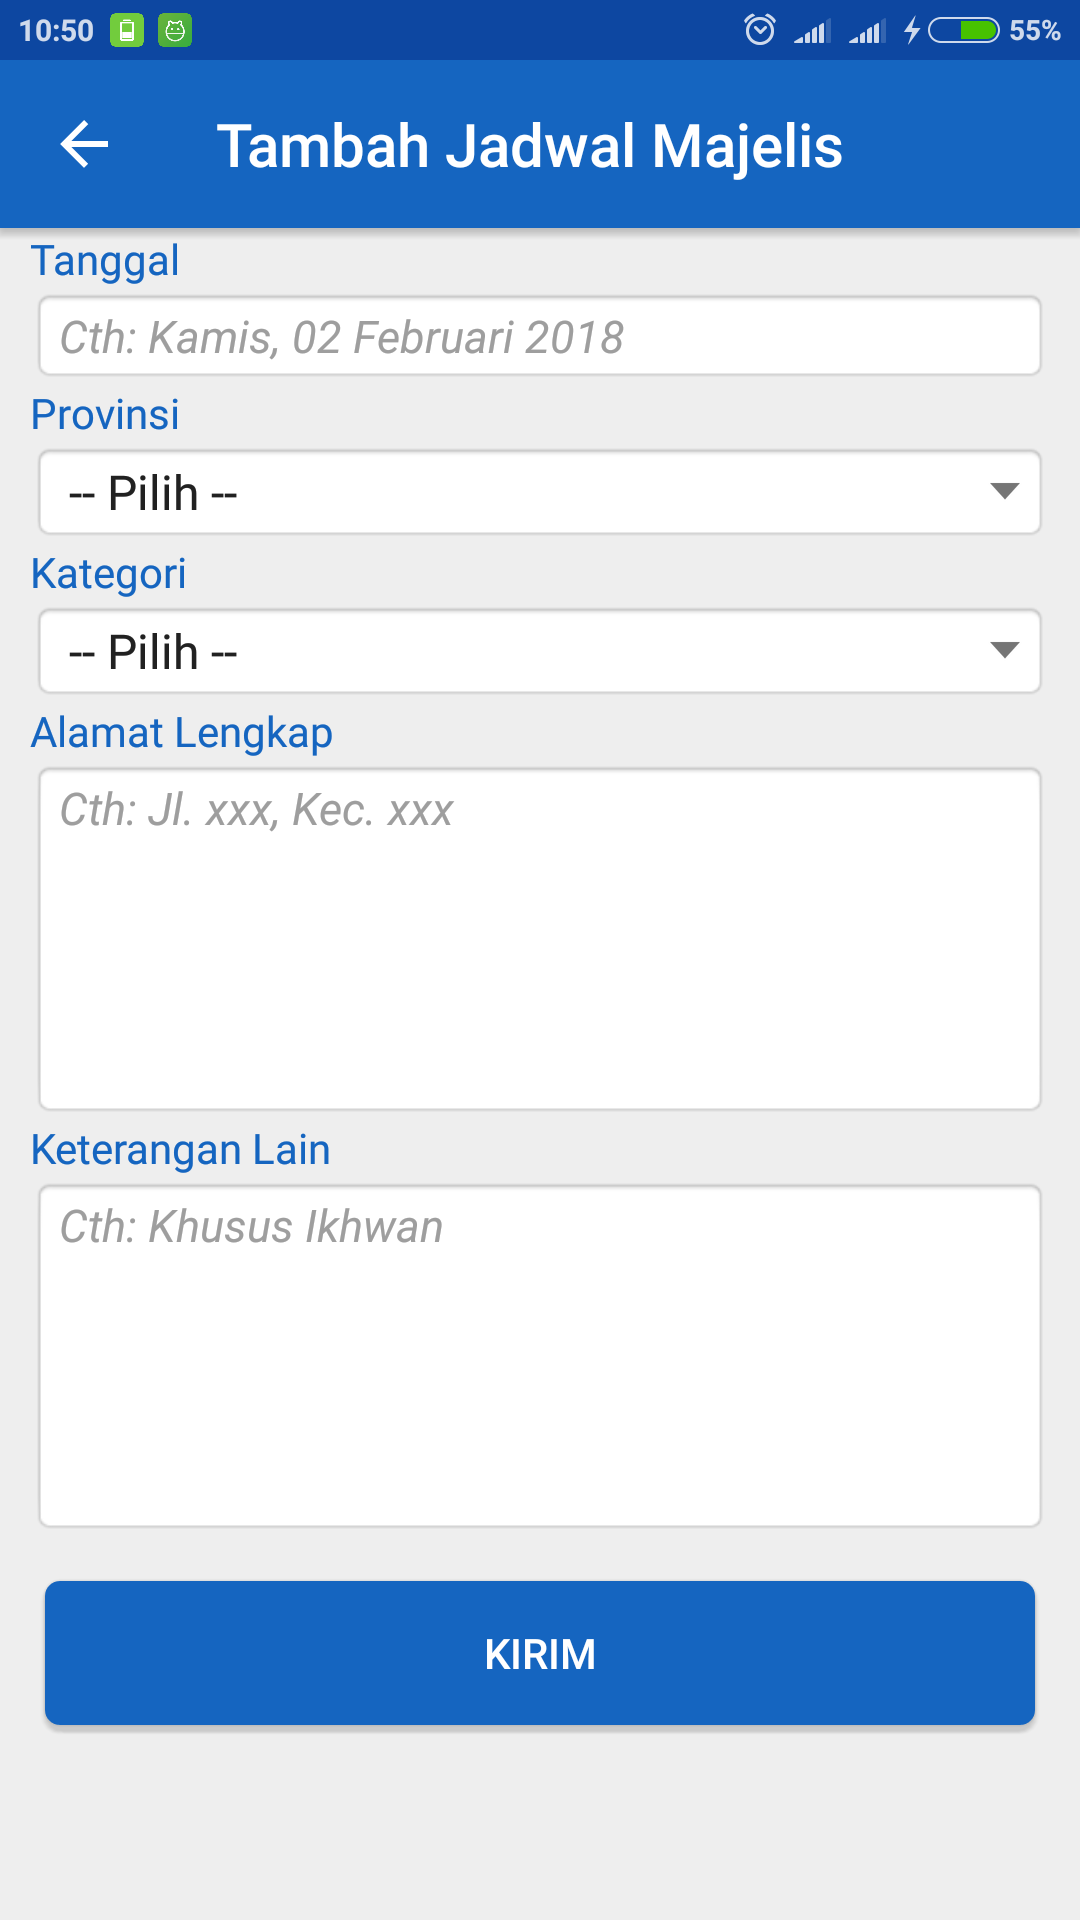 10:50 55%
Tambah Jadwal Majelis
Tanggal
Cth: Kamis, 02 Februari 2018
Provinsi
-- Pilih --
Kategori
-- Pilih --
Alamat Lengkap
Cth: Jl. xxx, Kec. xxx
Keterangan Lain
Cth: Khusus Ikhwan
KIRIM